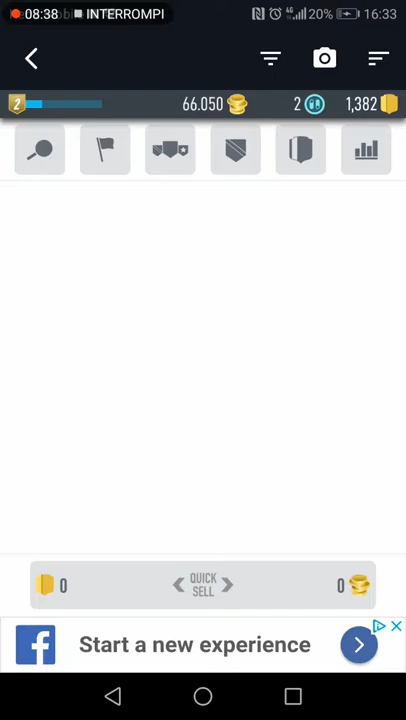 08:38 INTERROMPI 4G 20% 16:33
2 66.050 2 1,382
0 QUICK SELL 0
Start a new experience